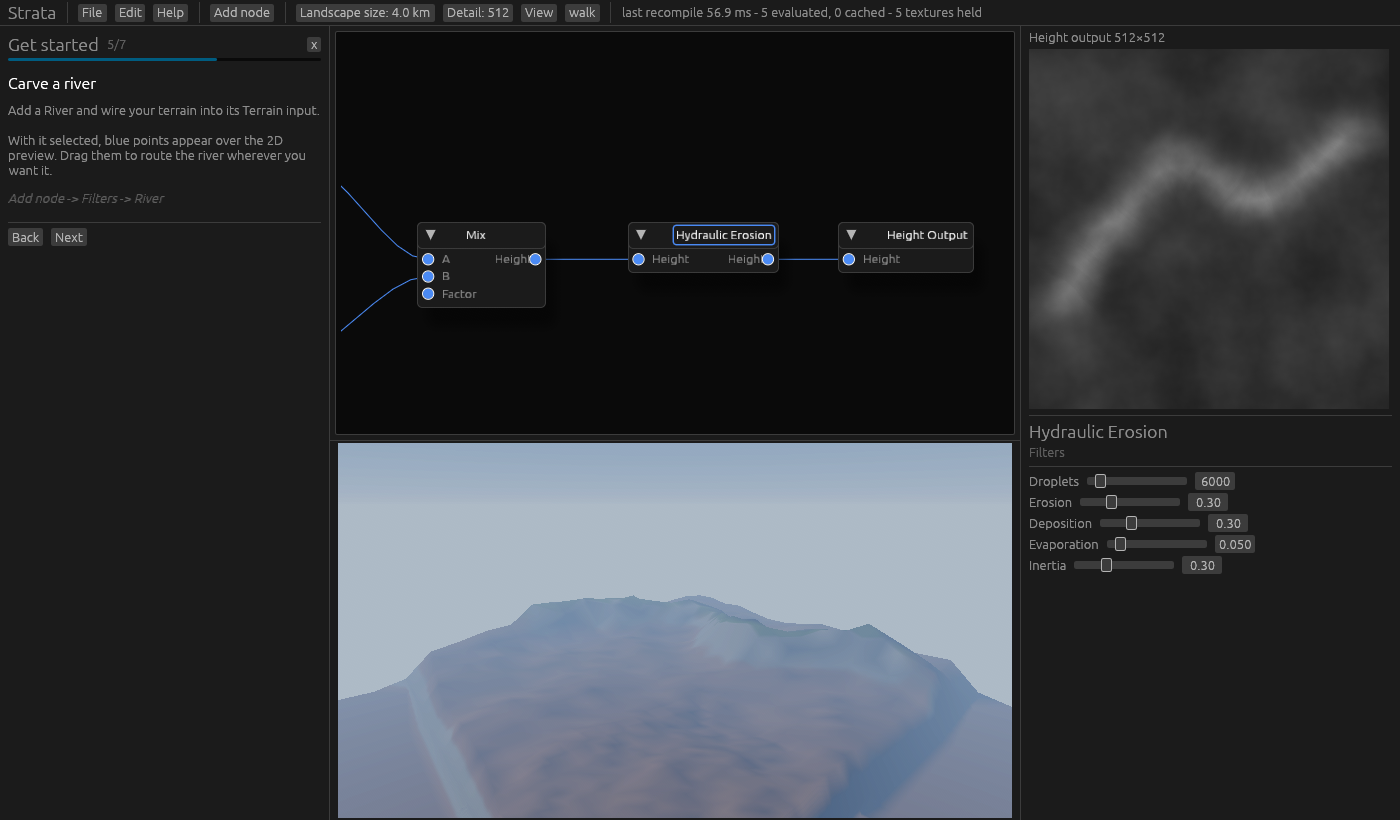 Strata
File
Edit
Help
Add node
Landscape size: 4.0 km
Detail: 512
View
walk
last recompile 56.9 ms - 5 evaluated, 0 cached - 5 textures held
Get started 5/7
x
Carve a river
Add a River and wire your terrain into its Terrain input.
With it selected, blue points appear over the 2D
preview. Drag them to route the river wherever you
want it.
Add node -> Filters -> River
Back
Next
Mix
A
Height
B
Factor
Hydraulic Erosion
Height
Height
Height Output
Height
Height output 512×512
Hydraulic Erosion
Filters
Droplets 6000
Erosion 0.30
Deposition 0.30
Evaporation 0.050
Inertia 0.30